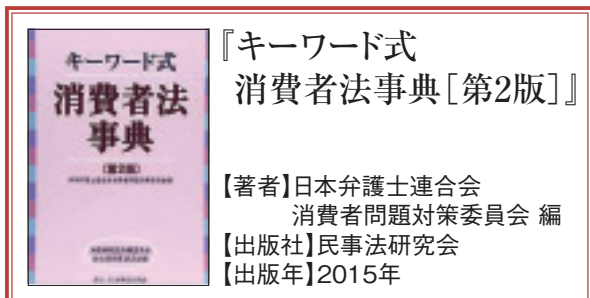 キーワード式
消費者法
事典
〔第2版〕
『キーワード式
消費者法事典[第2版]』
【著者】日本弁護士連合会
消費者問題対策委員会 編
【出版社】民事法研究会
【出版年】2015年